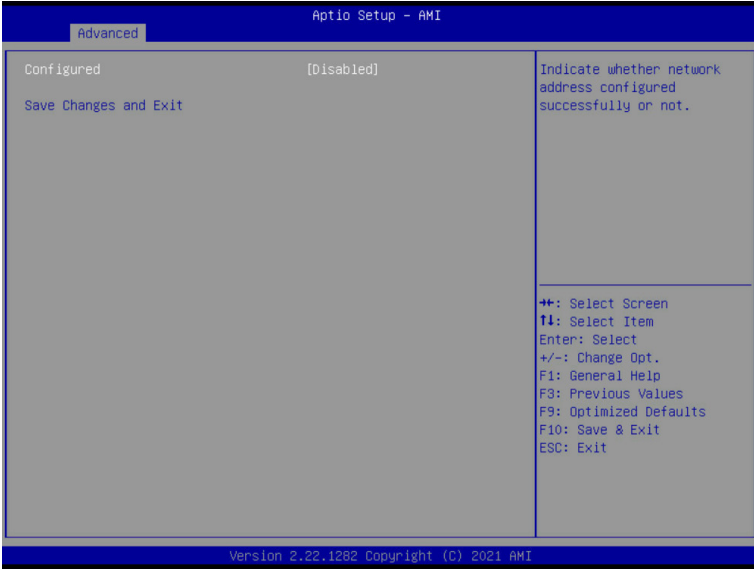 Aptio Setup – AMI
Advanced
Configured [Disabled]
Save Changes and Exit
Indicate whether network
address configured
successfully or not.
→←: Select Screen
↑↓: Select Item
Enter: Select
+/-: Change Opt.
F1: General Help
F3: Previous Values
F9: Optimized Defaults
F10: Save & Exit
ESC: Exit
Version 2.22.1282 Copyright (C) 2021 AMI